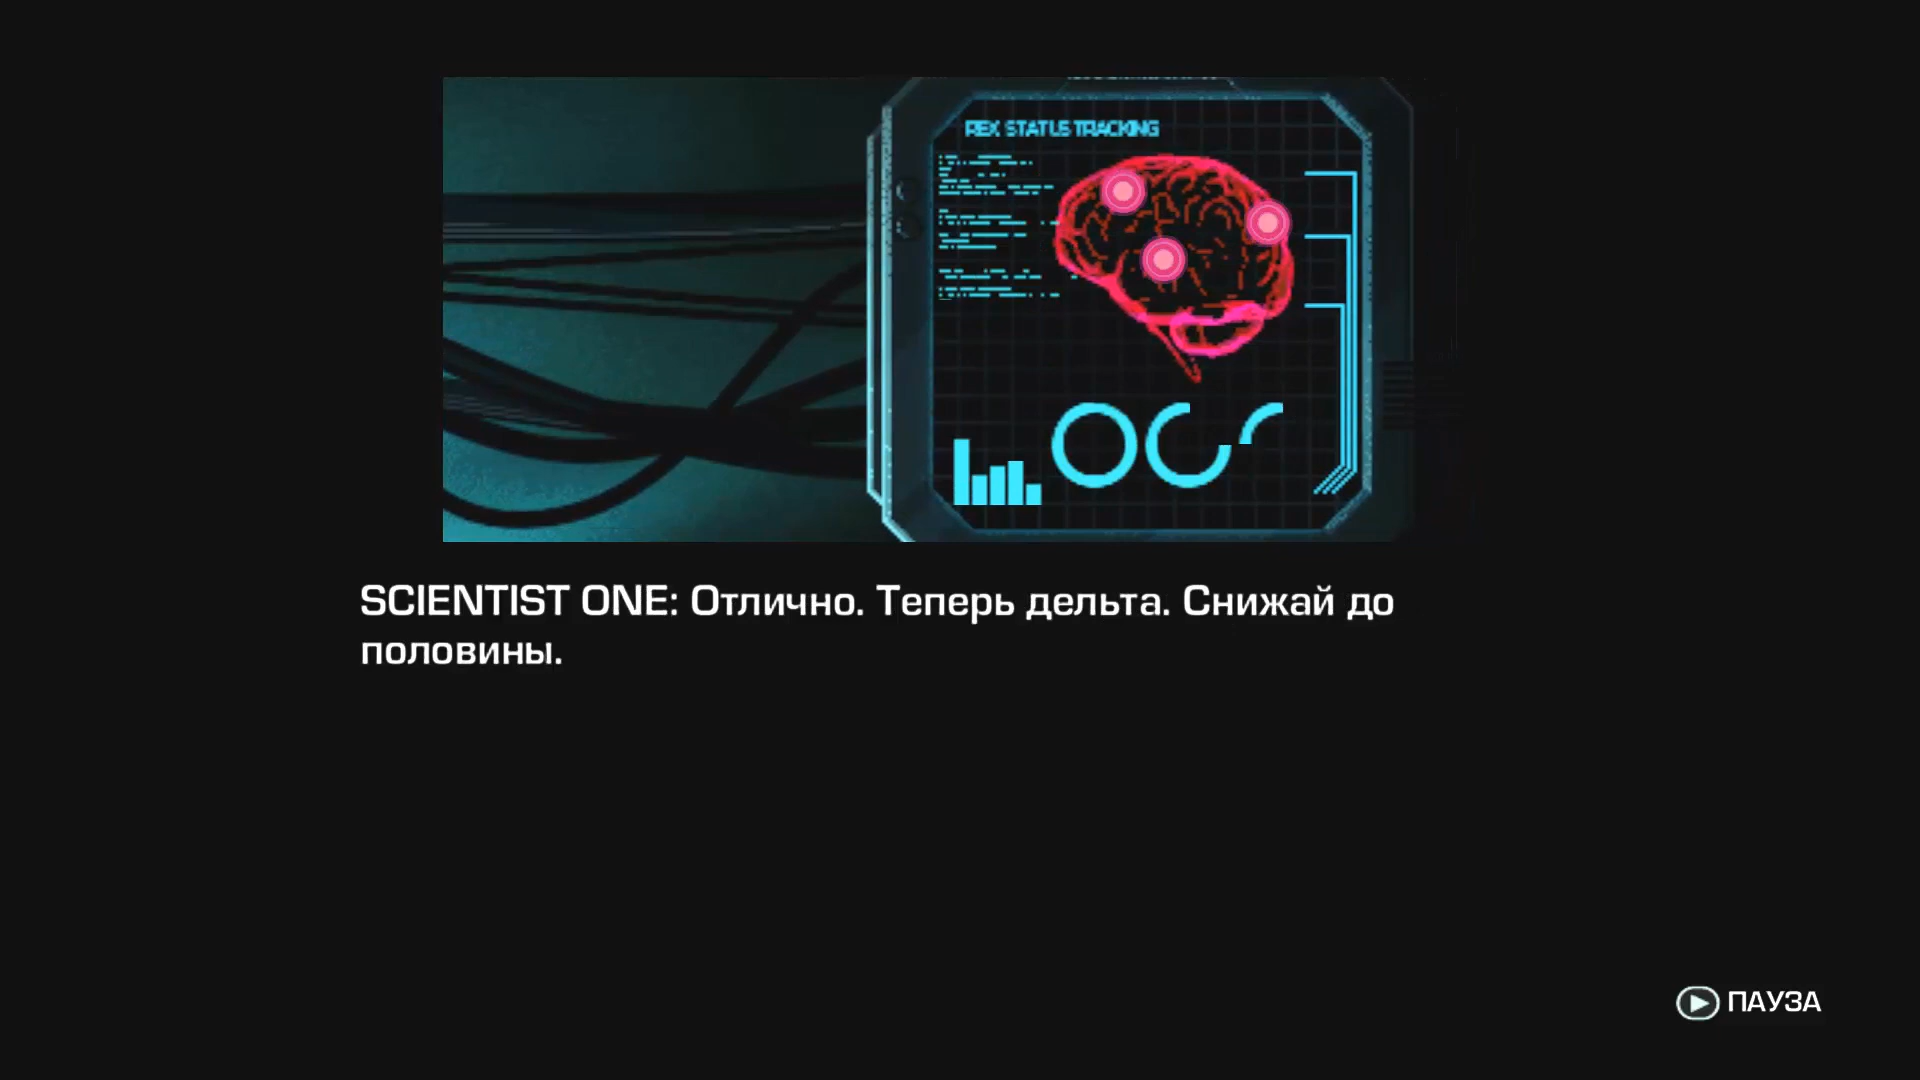 REX STATUS TRACKING
SCIENTIST ONE: Отлично. Теперь дельта. Снижай до
половины.
ПАУЗА